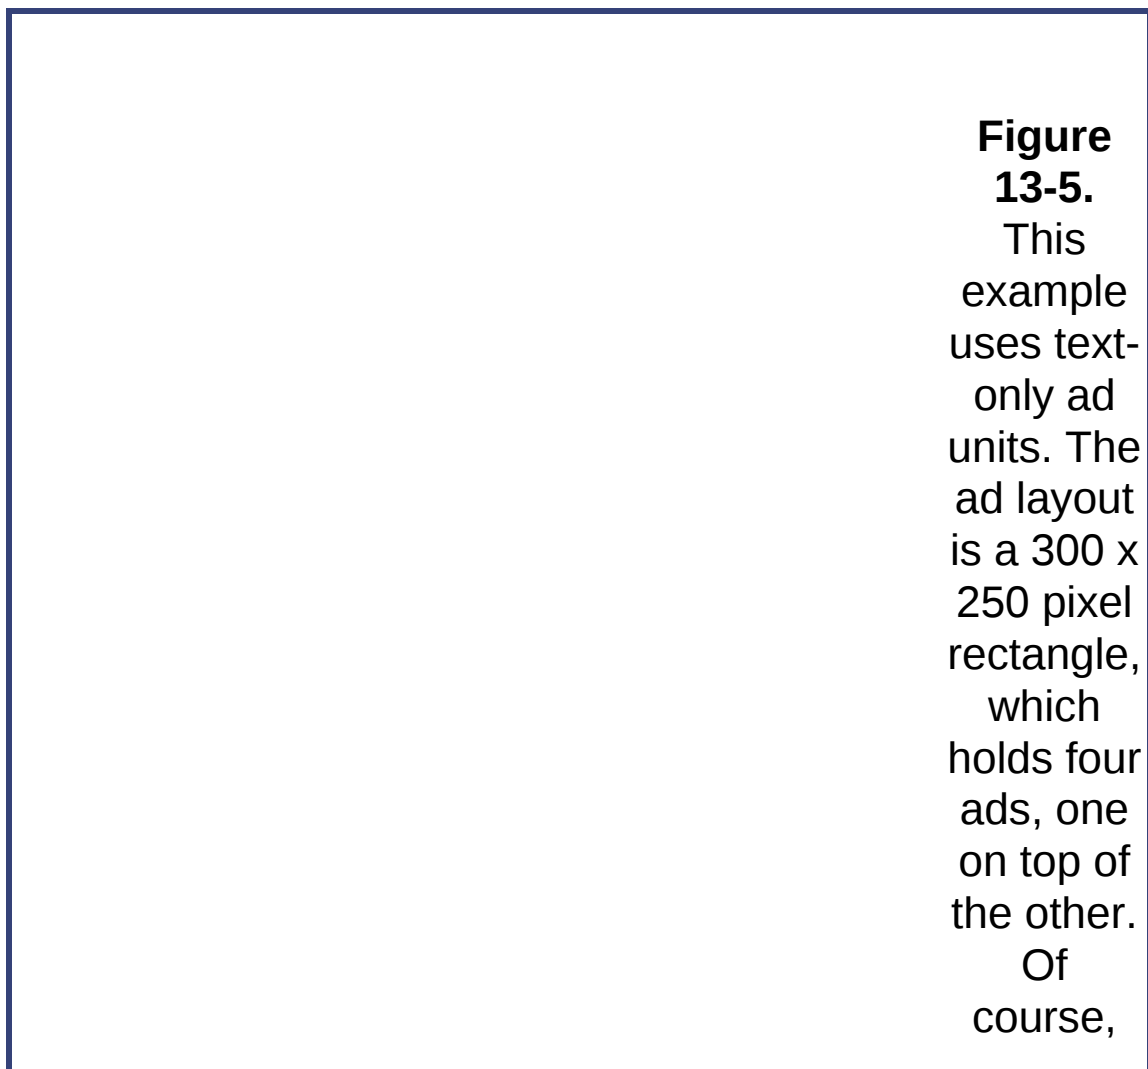 Figure
13-5.
This
example
uses text-
only ad
units. The
ad layout
is a 300 x
250 pixel
rectangle,
which
holds four
ads, one
on top of
the other.
Of
course,